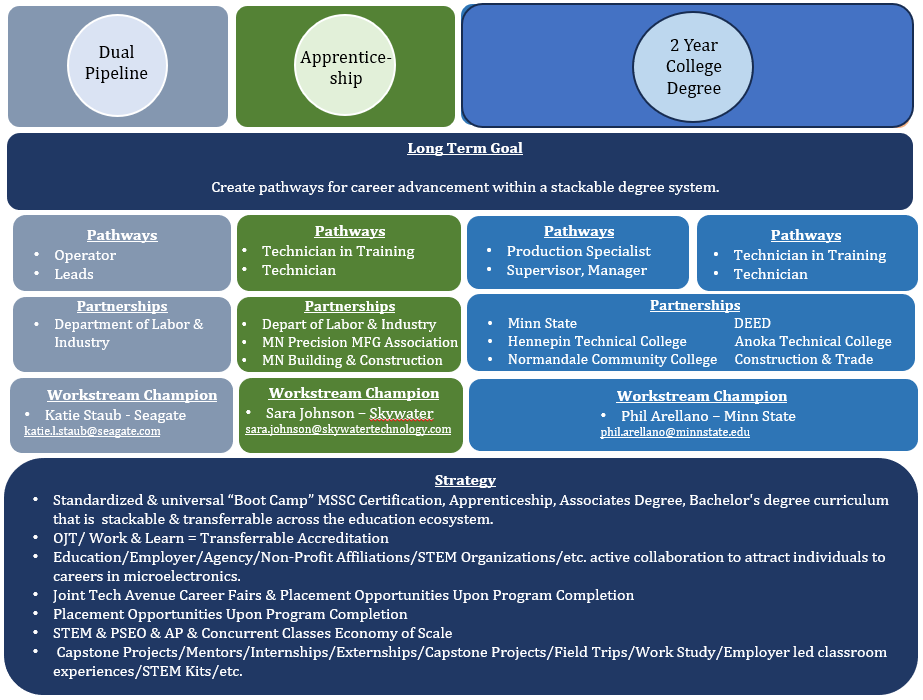 Dual
Pipeline
Apprentice-
ship
2 Year
College
Degree
Long Term Goal
Create pathways for career advancement within a stackable degree system.
Pathways
• Operator
• Leads
Pathways
• Technician in Training
• Technician
Pathways
• Production Specialist
• Supervisor, Manager
Pathways
• Technician in Training
• Technician
Partnerships
• Department of Labor &
Industry
Partnerships
• Depart of Labor & Industry
• MN Precision MFG Association
• MN Building & Construction
Partnerships
• Minn State DEED
• Hennepin Technical College Anoka Technical College
• Normandale Community College Construction & Trade
Workstream Champion
• Katie Staub - Seagate
katie.l.staub@seagate.com
Workstream Champion
• Sara Johnson – Skywater
sara.johnson@skywatertechnology.com
Workstream Champion
• Phil Arellano – Minn State
phil.arellano@minnstate.edu
Strategy
• Standardized & universal “Boot Camp” MSSC Certification, Apprenticeship, Associates Degree, Bachelor's degree curriculum
that is stackable & transferrable across the education ecosystem.
• OJT/ Work & Learn = Transferrable Accreditation
• Education/Employer/Agency/Non-Profit Affiliations/STEM Organizations/etc. active collaboration to attract individuals to
careers in microelectronics.
• Joint Tech Avenue Career Fairs & Placement Opportunities Upon Program Completion
• Placement Opportunities Upon Program Completion
• STEM & PSEO & AP & Concurrent Classes Economy of Scale
• Capstone Projects/Mentors/Internships/Externships/Capstone Projects/Field Trips/Work Study/Employer led classroom
experiences/STEM Kits/etc.